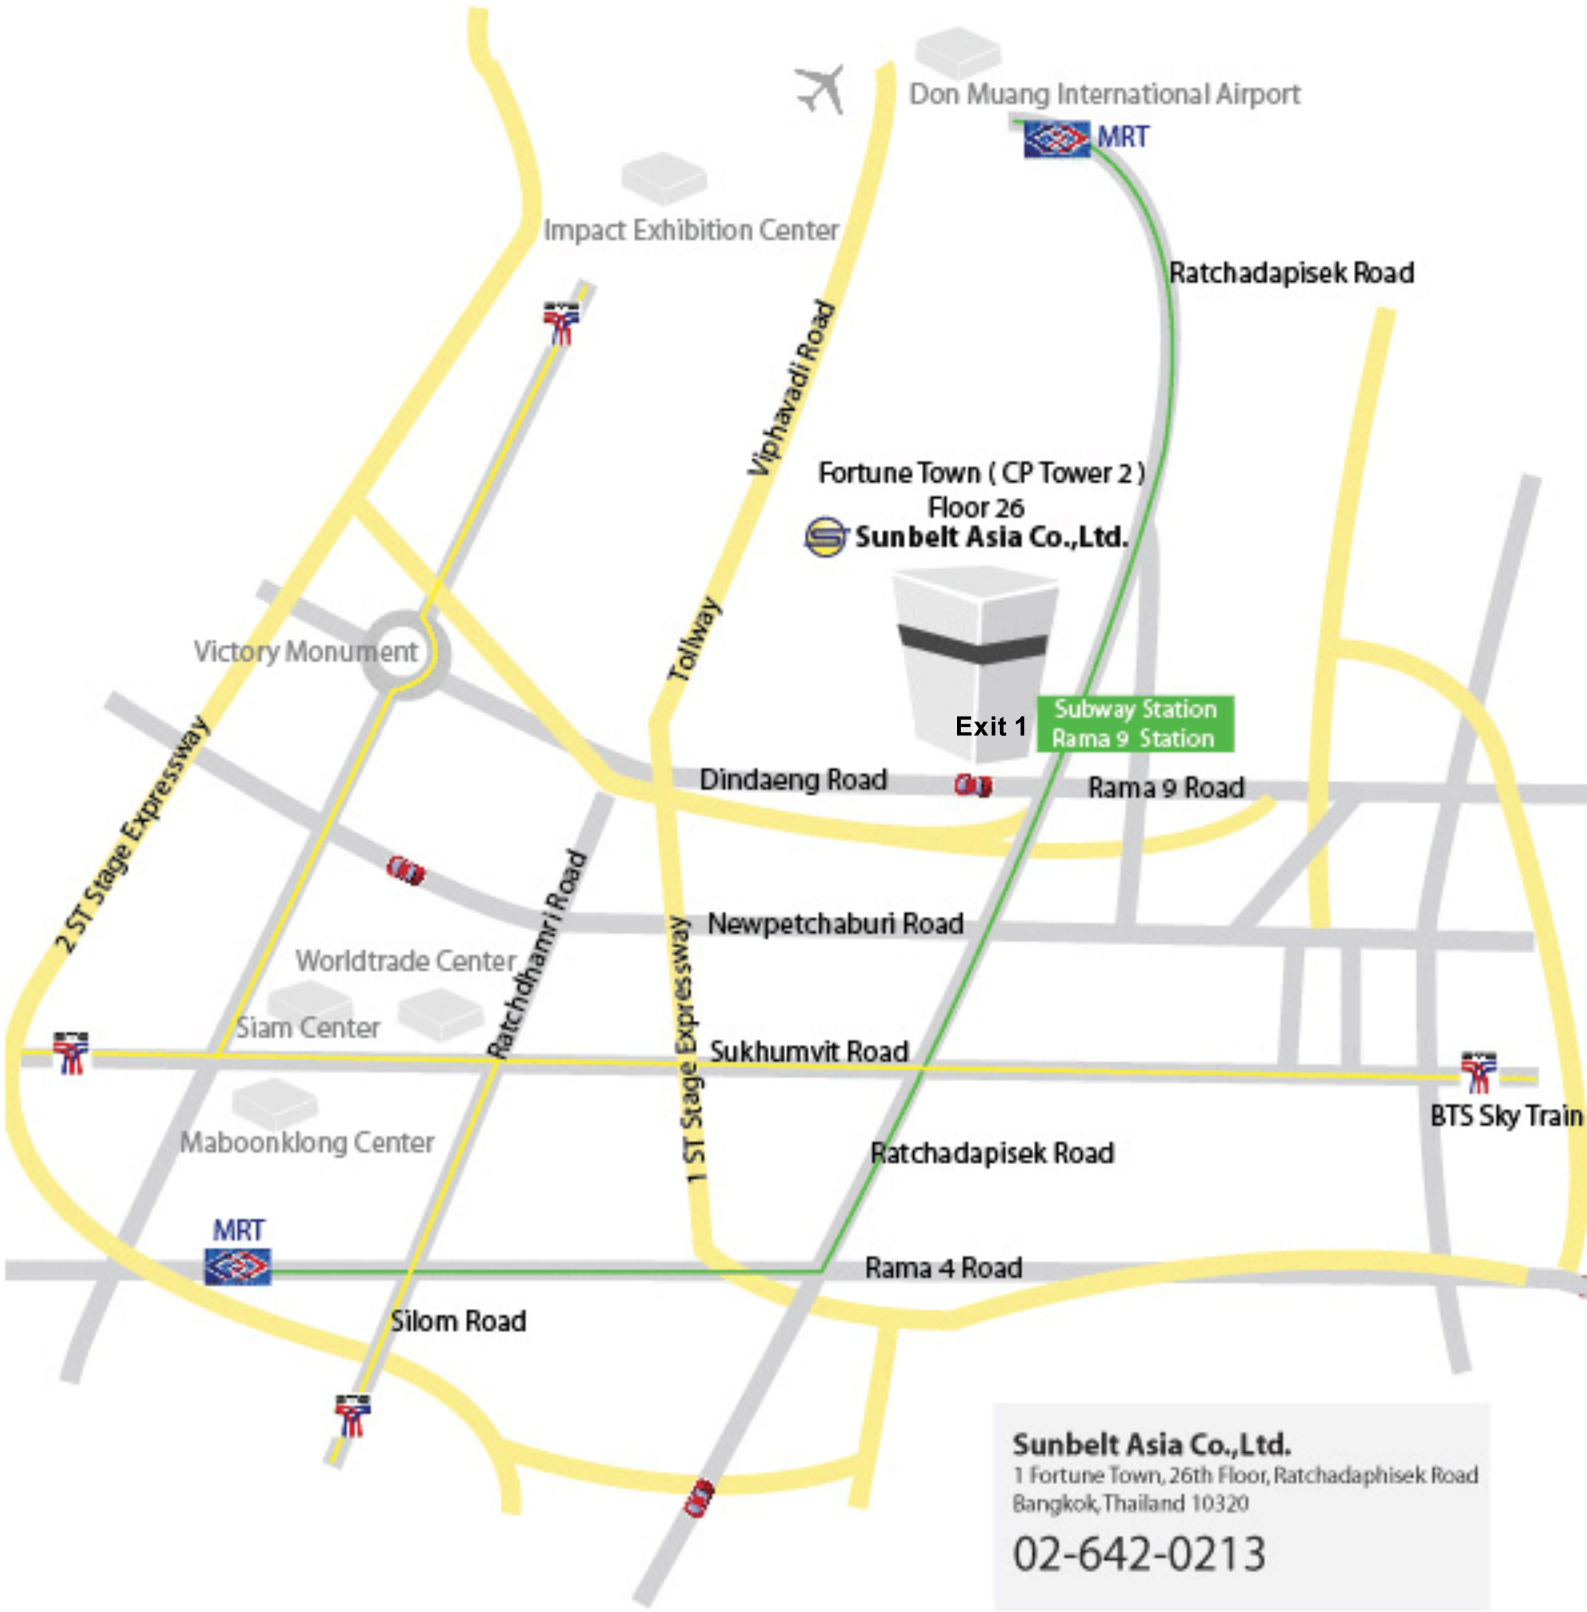 Don Muang International Airport
MRT
Impact Exhibition Center
Ratchadapisek Road
Viphavadi Road
Fortune Town ( CP Tower 2 )
Floor 26
Sunbelt Asia Co.,Ltd.
Tollway
Victory Monument
Exit 1
Subway Station
Rama 9 Station
2 ST Stage Expressway
Dindaeng Road
Rama 9 Road
Ratchdhamri Road
Newpetchaburi Road
Worldtrade Center
Siam Center
1 ST Stage Expressway
Sukhumvit Road
BTS Sky Train
Maboonklong Center
Ratchadapisek Road
MRT
Rama 4 Road
Silom Road
Sunbelt Asia Co.,Ltd.
1 Fortune Town, 26th Floor, Ratchadaphisek Road
Bangkok, Thailand 10320
02-642-0213